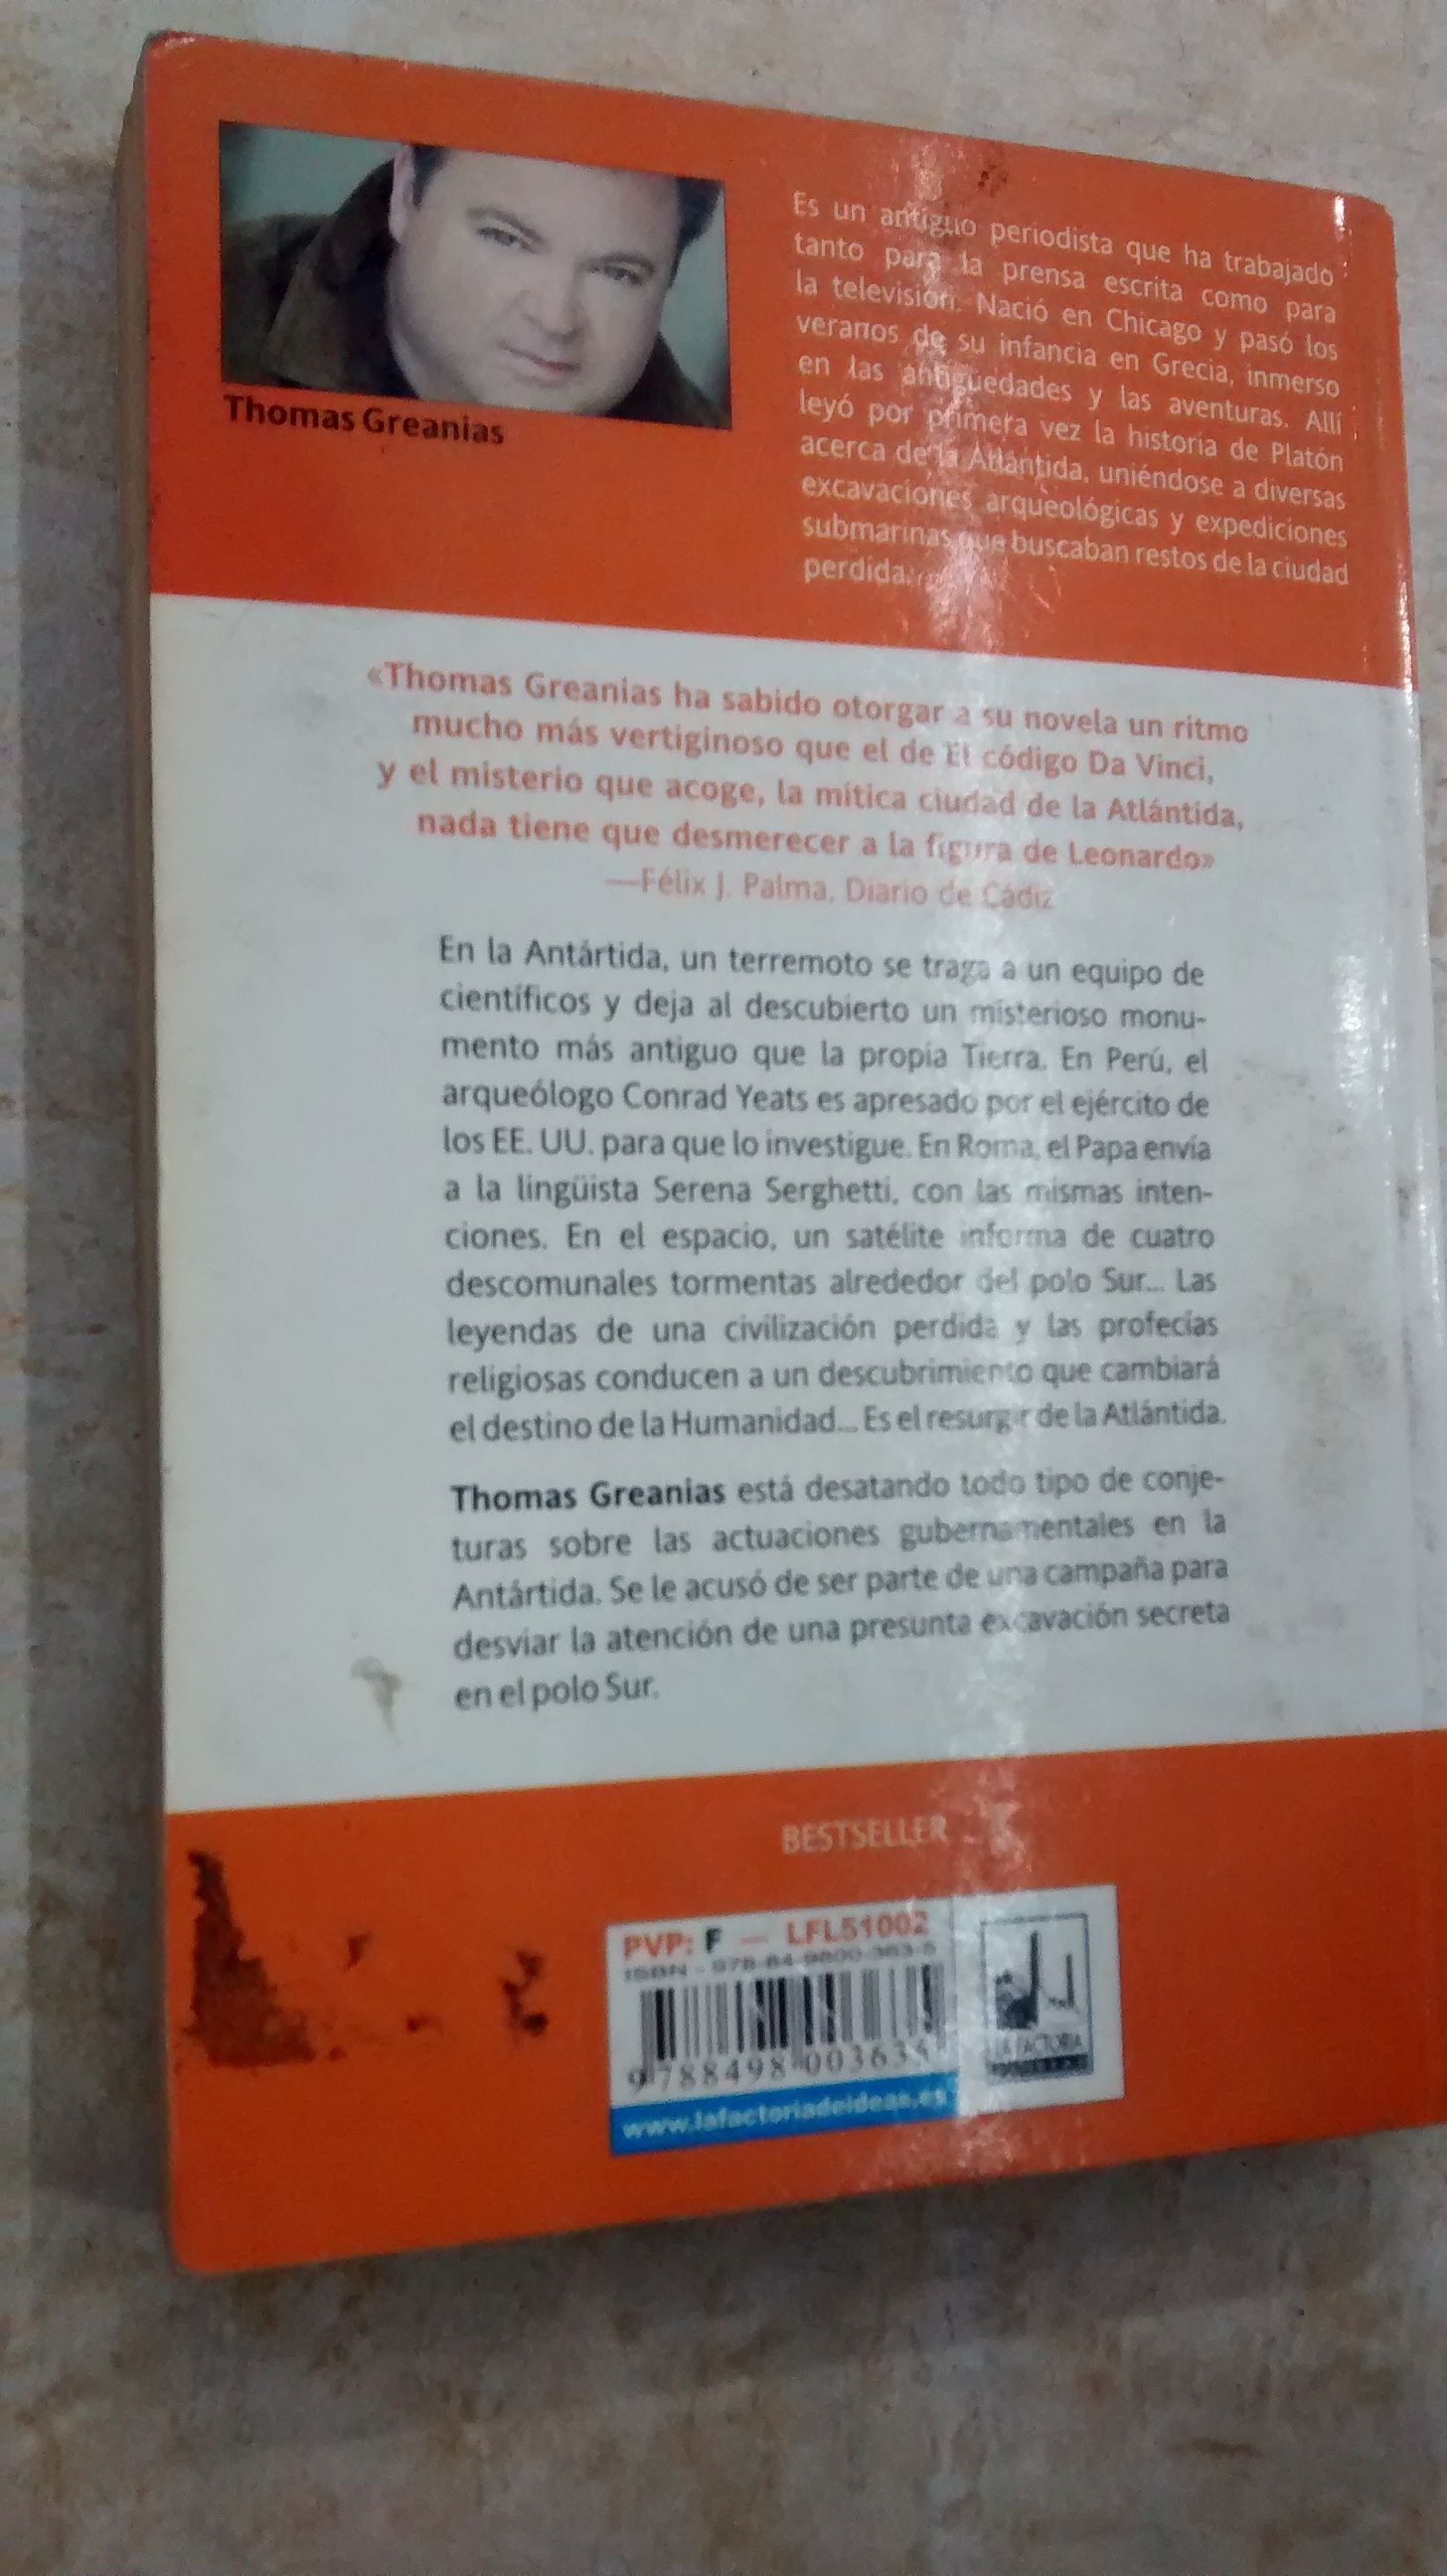 Thomas Greanias
Es un antiguo periodista que ha trabajado
tanto para la prensa escrita como para
la televisión. Nació en Chicago y pasó los
veranos de su infancia en Grecia, inmerso
en las antiguedades y las aventuras. Allí
leyó por primera vez la historia de Platón
acerca de la Atlántida, uniéndose a diversas
excavaciones arqueológicas y expediciones
submarinas que buscaban restos de la ciudad
perdida.
«Thomas Greanias ha sabido otorgar a su novela un ritmo
mucho más vertiginoso que el de El código Da Vinci,
y el misterio que acoge, la mítica ciudad de la Atlántida,
nada tiene que desmerecer a la figura de Leonardo»
—Félix J. Palma, Diario de Cádiz
En la Antártida, un terremoto se traga a un equipo de
científicos y deja al descubierto un misterioso monu-
mento más antiguo que la propia Tierra. En Perú, el
arqueólogo Conrad Yeats es apresado por el ejército de
los EE. UU. para que lo investigue. En Roma, el Papa envía
a la lingüista Serena Serghetti, con las mismas inten-
ciones. En el espacio, un satélite informa de cuatro
descomunales tormentas alrededor del polo Sur... Las
leyendas de una civilización perdida y las profecías
religiosas conducen a un descubrimiento que cambiará
el destino de la Humanidad... Es el resurgir de la Atlántida.
Thomas Greanias está desatando todo tipo de conje-
turas sobre las actuaciones gubernamentales en la
Antártida. Se le acusó de ser parte de una campaña para
desviar la atención de una presunta excavación secreta
en el polo Sur.
BESTSELLER
PVP: F — LFL51002
ISBN - 978-84-9800-363-5
9 788498 003635
www.lafactoriadeideas.es
LA FACTORIA